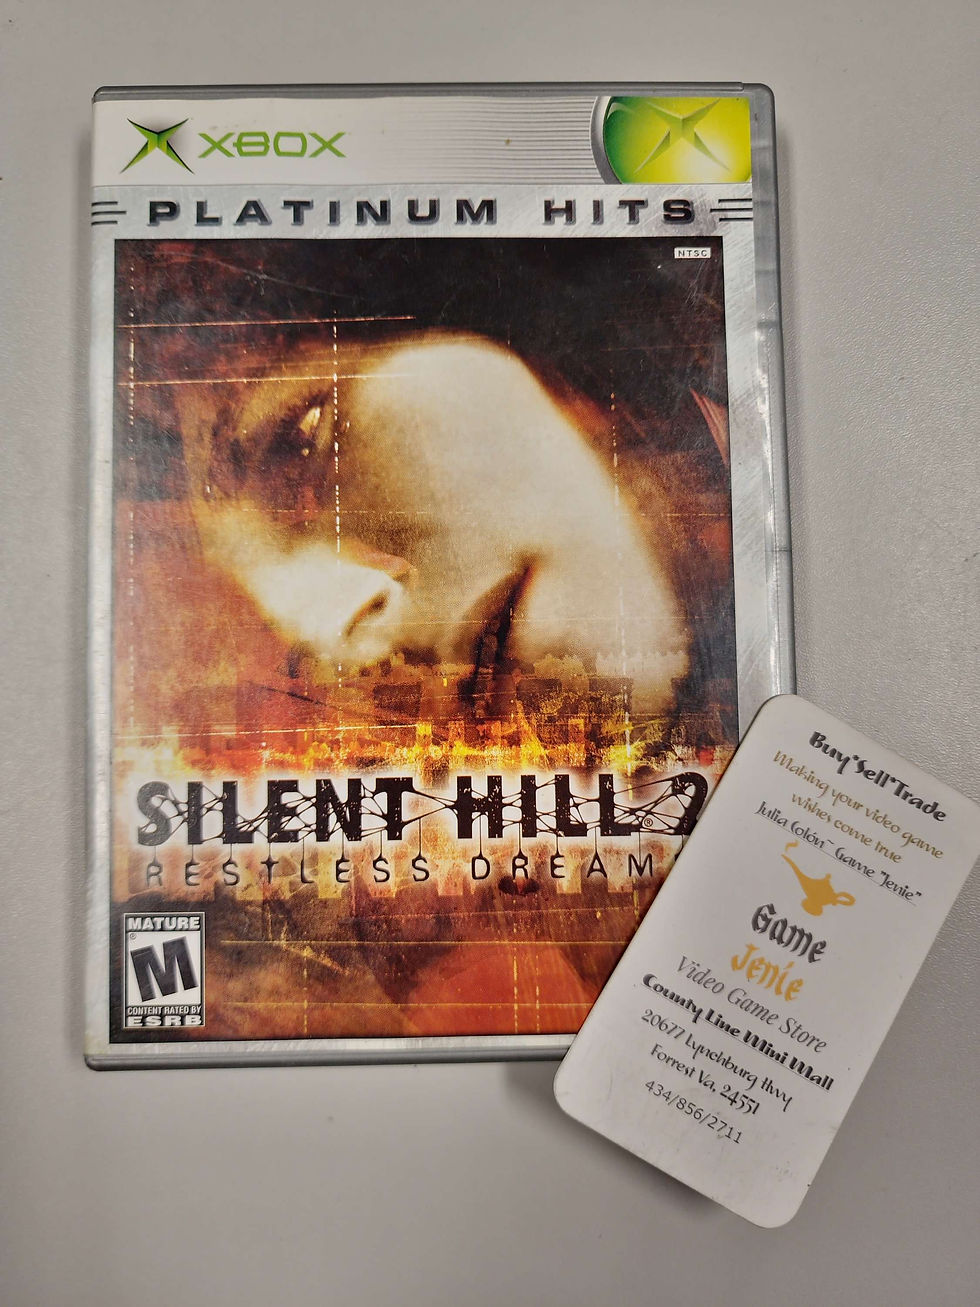 XBOX
PLATINUM HITS
NTSC
SILENT HILL 2
RESTLESS DREAMS
MATURE
M
CONTENT RATED BY
ESRB
Buy*Sell*Trade
Making your video game
wishes come true
Julia Colón~ Game "Jenie"
Game
Jenie
Video Game Store
County Line Mini Mall
20677 Lynchburg Hwy
Forrest Va, 24551
434/856/2711